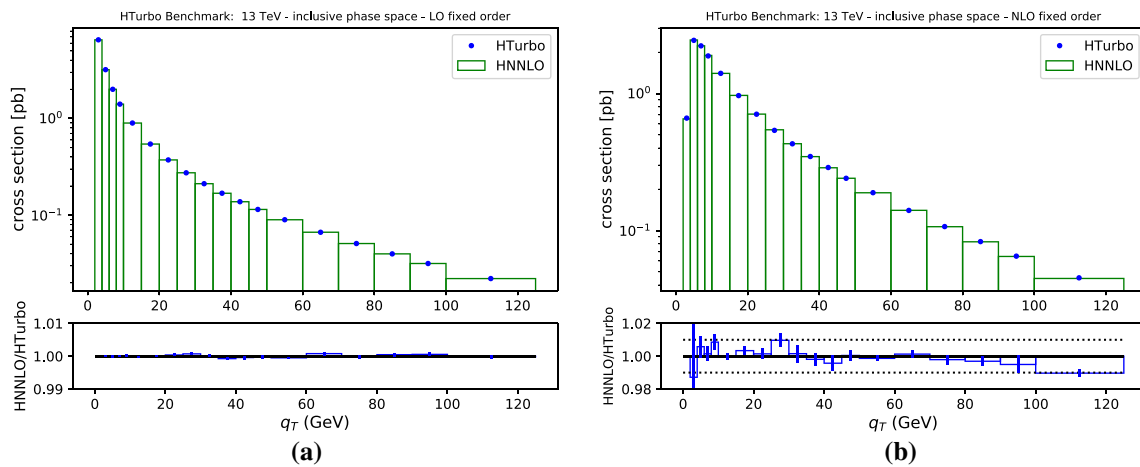 HTurbo Benchmark: 13 TeV - inclusive phase space - LO fixed order
HTurbo
HNNLO
cross section [pb]
10^0
10^{-1}
0 20 40 60 80 100 120
HNNLO/HTurbo
1.01
1.00
0.99
0 20 40 60 80 100 120
q_T (GeV)
(a)
HTurbo Benchmark: 13 TeV - inclusive phase space - NLO fixed order
HTurbo
HNNLO
cross section [pb]
10^0
10^{-1}
0 20 40 60 80 100 120
HNNLO/HTurbo
1.02
1.00
0.98
0 20 40 60 80 100 120
q_T (GeV)
(b)